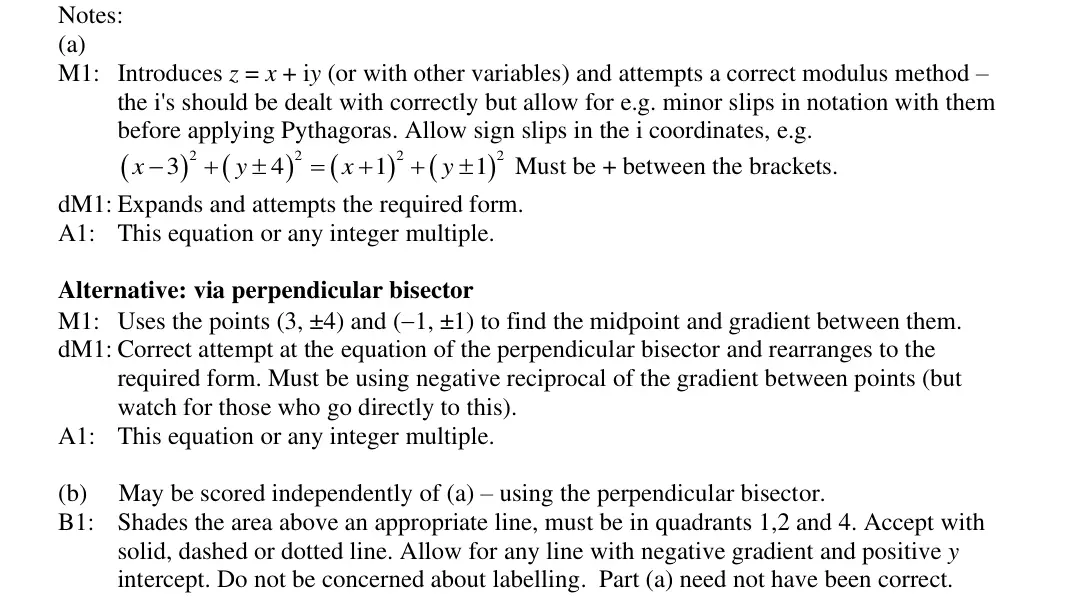 Notes:
(a)
M1: Introduces z = x + iy (or with other variables) and attempts a correct modulus method –
the i's should be dealt with correctly but allow for e.g. minor slips in notation with them
before applying Pythagoras. Allow sign slips in the i coordinates, e.g.
(x−3)² +(y±4)² =(x+1)² +(y±1)² Must be + between the brackets.
dM1: Expands and attempts the required form.
A1: This equation or any integer multiple.
Alternative: via perpendicular bisector
M1: Uses the points (3, ±4) and (−1, ±1) to find the midpoint and gradient between them.
dM1: Correct attempt at the equation of the perpendicular bisector and rearranges to the
required form. Must be using negative reciprocal of the gradient between points (but
watch for those who go directly to this).
A1: This equation or any integer multiple.
(b) May be scored independently of (a) – using the perpendicular bisector.
B1: Shades the area above an appropriate line, must be in quadrants 1,2 and 4. Accept with
solid, dashed or dotted line. Allow for any line with negative gradient and positive y
intercept. Do not be concerned about labelling. Part (a) need not have been correct.